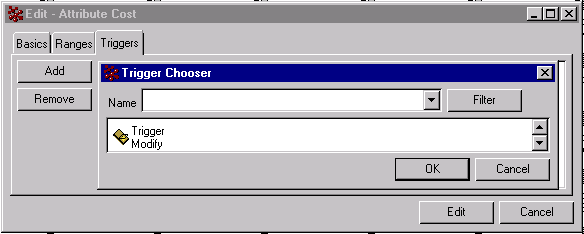 Edit - Attribute Cost
Basics Ranges Triggers
Add
Remove
Trigger Chooser
Name
Filter
Trigger
Modify
OK Cancel
Edit Cancel